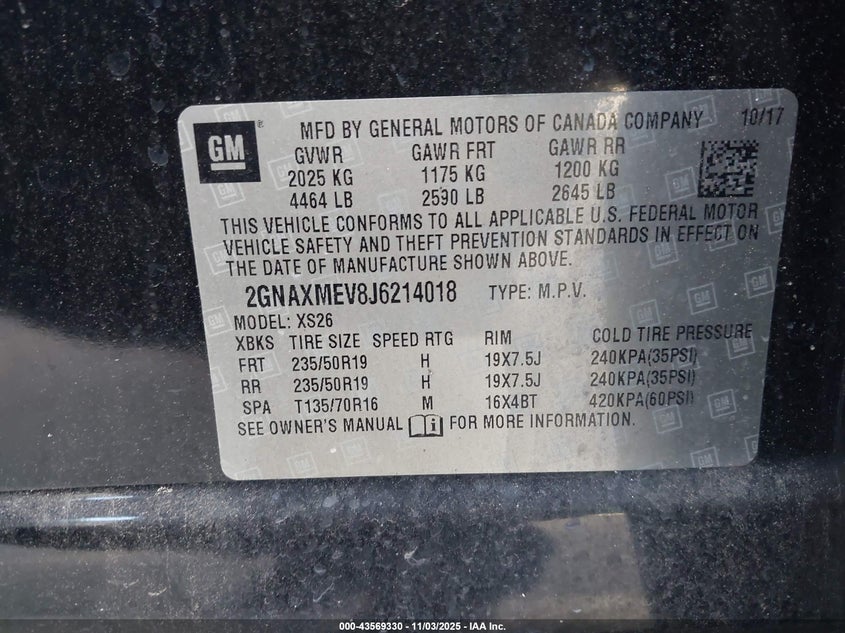 GM
MFD BY GENERAL MOTORS OF CANADA COMPANY 10/17
GVWR GAWR FRT GAWR RR
2025 KG 1175 KG 1200 KG
4464 LB 2590 LB 2645 LB
THIS VEHICLE CONFORMS TO ALL APPLICABLE U.S. FEDERAL MOTOR
VEHICLE SAFETY AND THEFT PREVENTION STANDARDS IN EFFECT ON
THE DATE OF MANUFACTURE SHOWN ABOVE.
2GNAXMEV8J6214018 TYPE: M.P.V.
MODEL: XS26
XBKS TIRE SIZE SPEED RTG RIM COLD TIRE PRESSURE
FRT 235/50R19 H 19X7.5J 240KPA(35PSI)
RR 235/50R19 H 19X7.5J 240KPA(35PSI)
SPA T135/70R16 M 16X4BT 420KPA(60PSI)
SEE OWNER'S MANUAL FOR MORE INFORMATION.
000-43569330 - 11/03/2025 - IAA Inc.